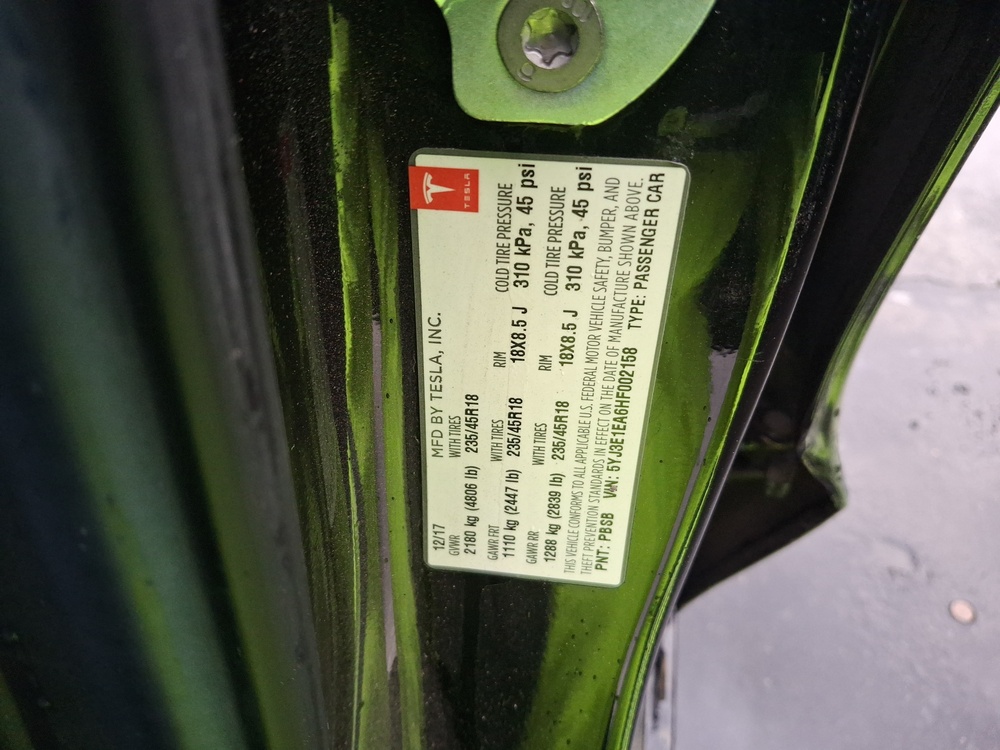 TESLA
12/17 MFD BY TESLA, INC.
GVWR WITH TIRES RIM COLD TIRE PRESSURE
2180 kg (4806 lb) 235/45R18
GAWR FRT WITH TIRES RIM COLD TIRE PRESSURE
1110 kg (2447 lb) 235/45R18 18X8.5 J 310 kPa, 45 psi
GAWR RR WITH TIRES RIM COLD TIRE PRESSURE
1288 kg (2839 lb) 235/45R18 18X8.5 J 310 kPa, 45 psi
THIS VEHICLE CONFORMS TO ALL APPLICABLE U.S. FEDERAL MOTOR VEHICLE SAFETY, BUMPER, AND
THEFT PREVENTION STANDARDS IN EFFECT ON THE DATE OF MANUFACTURE SHOWN ABOVE.
PNT: PBSB VIN: 5YJ3E1EA6HF002158 TYPE: PASSENGER CAR